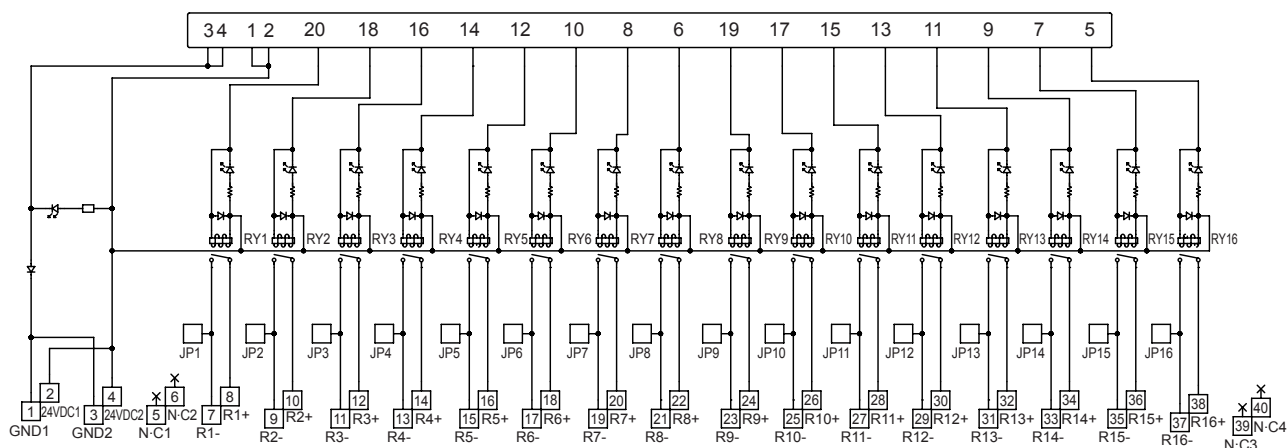 3 4 1 2 20 18 16 14 12 10 8 6 19 17 15 13 11 9 7 5
RY1 RY2 RY3 RY4 RY5 RY6 RY7 RY8 RY9 RY10 RY11 RY12 RY13 RY14 RY15 RY16
JP1 JP2 JP3 JP4 JP5 JP6 JP7 JP8 JP9 JP10 JP11 JP12 JP13 JP14 JP15 JP16
2 4 6 8 10 12 14 16 18 20 22 24 26 28 30 32 34 36 38 40
1 24VDC1 3 24VDC2 5 N·C2 7 R1+ 9 R2+ 11 R3+ 13 R4+ 15 R5+ 17 R6+ 19 R7+ 21 R8+ 23 R9+ 25 R10+ 27 R11+ 29 R12+ 31 R13+ 33 R14+ 35 R15+ 37 R16+ 39 N·C4
GND1 GND2 N·C1 R1- R2- R3- R4- R5- R6- R7- R8- R9- R10- R11- R12- R13- R14- R15- R16- N·C3